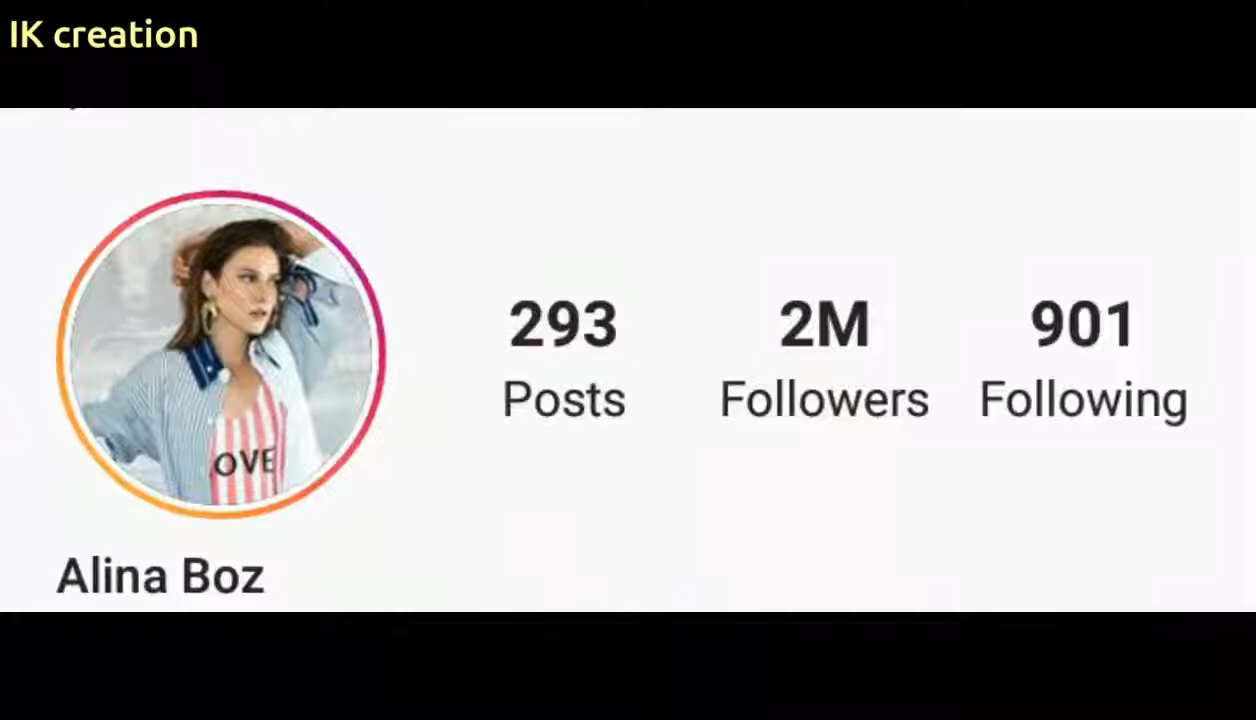 IK creation
OVE
293 2M 901
Posts Followers Following
Alina Boz